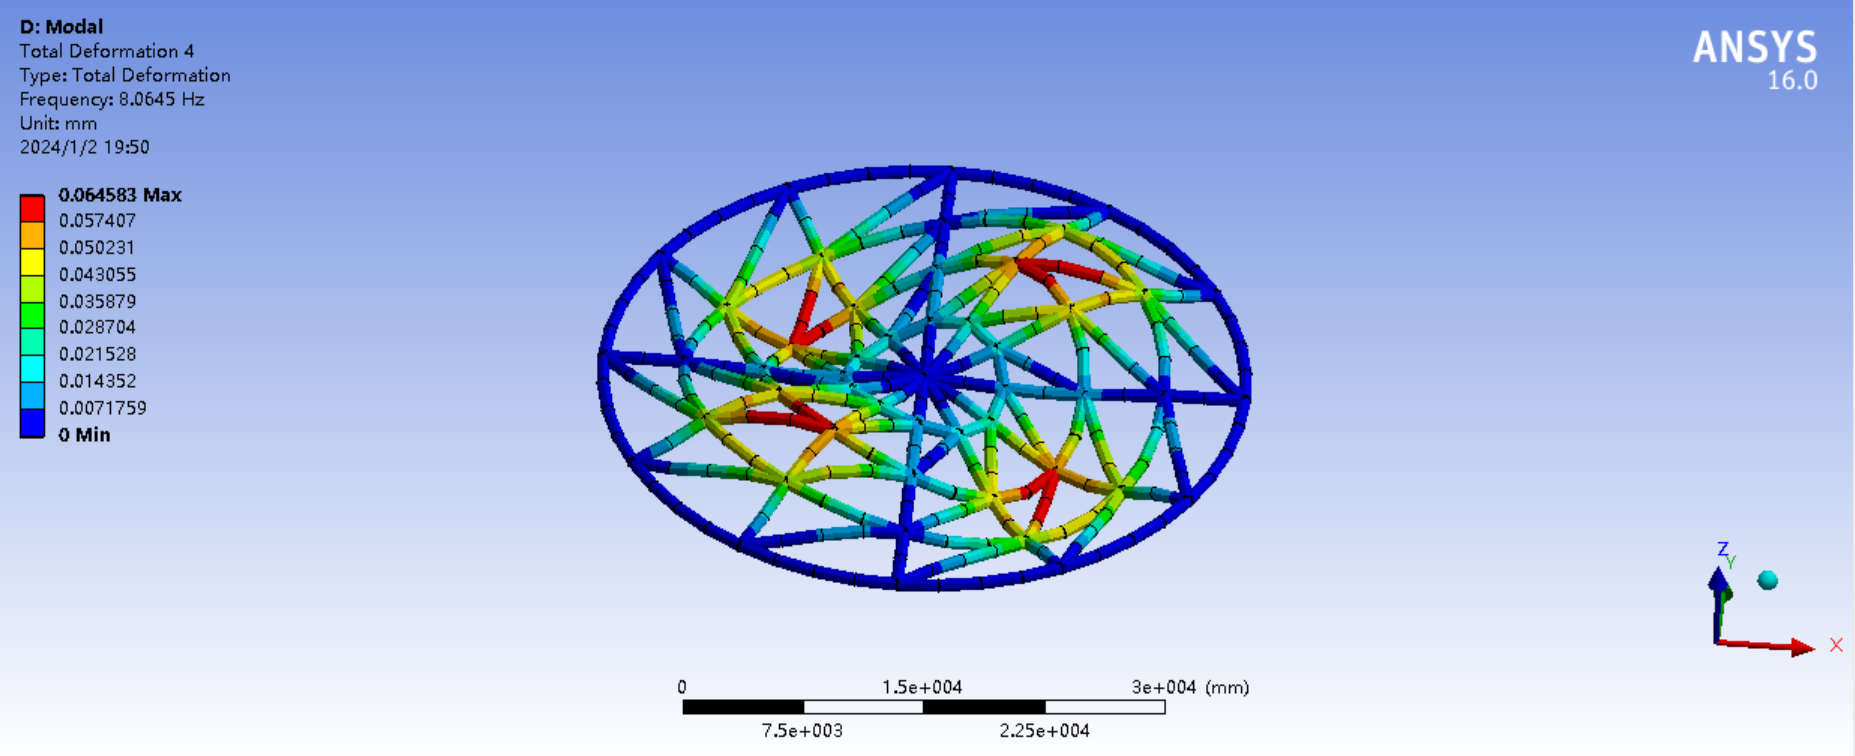 D: Modal
Total Deformation 4
Type: Total Deformation
Frequency: 8.0645 Hz
Unit: mm
2024/1/2 19:50
0.064583 Max
0.057407
0.050231
0.043055
0.035879
0.028704
0.021528
0.014352
0.0071759
0 Min
ANSYS
16.0
Z
Y
X
0 1.5e+004 3e+004 (mm)
7.5e+003 2.25e+004